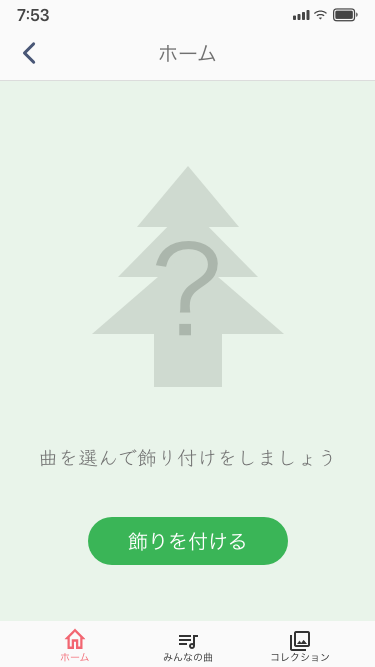 7:53
ホーム
?
曲を選んで飾り付けをしましょう
飾りを付ける
ホーム
みんなの曲
コレクション